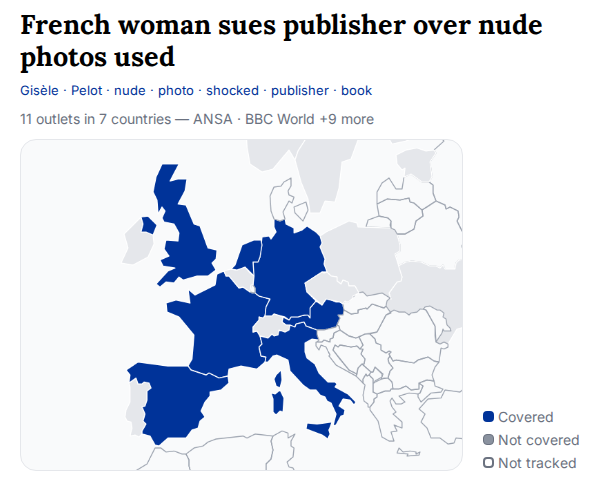 French woman sues publisher over nude
photos used
Gisèle · Pelot · nude · photo · shocked · publisher · book
11 outlets in 7 countries — ANSA · BBC World +9 more
Covered
Not covered
Not tracked